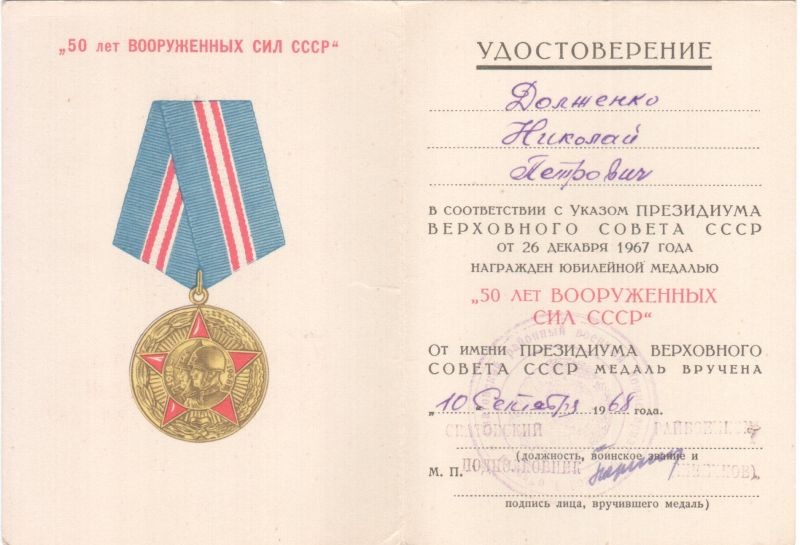 „50 лет ВООРУЖЕННЫХ СИЛ СССР“
УДОСТОВЕРЕНИЕ
Долженко
Николай
Петрович
В СООТВЕТСТВИИ С УКАЗОМ ПРЕЗИДИУМА
ВЕРХОВНОГО СОВЕТА СССР
ОТ 26 ДЕКАБРЯ 1967 ГОДА
НАГРАЖДЕН ЮБИЛЕЙНОЙ МЕДАЛЬЮ
„50 ЛЕТ ВООРУЖЕННЫХ
СИЛ СССР“
ОТ ИМЕНИ ПРЕЗИДИУМА ВЕРХОВНОГО
СОВЕТА СССР МЕДАЛЬ ВРУЧЕНА
„10 Сентября 1968 года.
(должность, воинское звание и
М. П. ПОДПОЛКОВНИК
подпись лица, вручившего медаль)